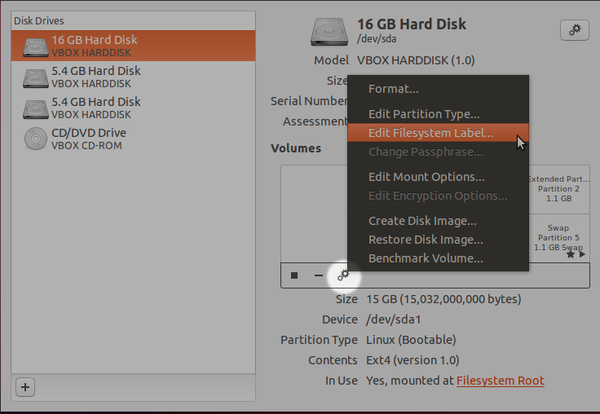 Disk Drives
16 GB Hard Disk
VBOX HARDDISK
5.4 GB Hard Disk
VBOX HARDDISK
5.4 GB Hard Disk
VBOX HARDDISK
CD/DVD Drive
VBOX CD-ROM
16 GB Hard Disk
/dev/sda
Model VBOX HARDDISK (1.0)
Size
Serial Number
Assessment
Volumes
Format...
Edit Partition Type...
Edit Filesystem Label...
Change Passphrase...
Edit Mount Options...
Edit Encryption Options...
Create Disk Image...
Restore Disk Image...
Benchmark Volume...
Extended Part...
Partition 2
1.1 GB
Swap
Partition 5
1.1 GB Swap
Size 15 GB (15,032,000,000 bytes)
Device /dev/sda1
Partition Type Linux (Bootable)
Contents Ext4 (version 1.0)
In Use Yes, mounted at Filesystem Root